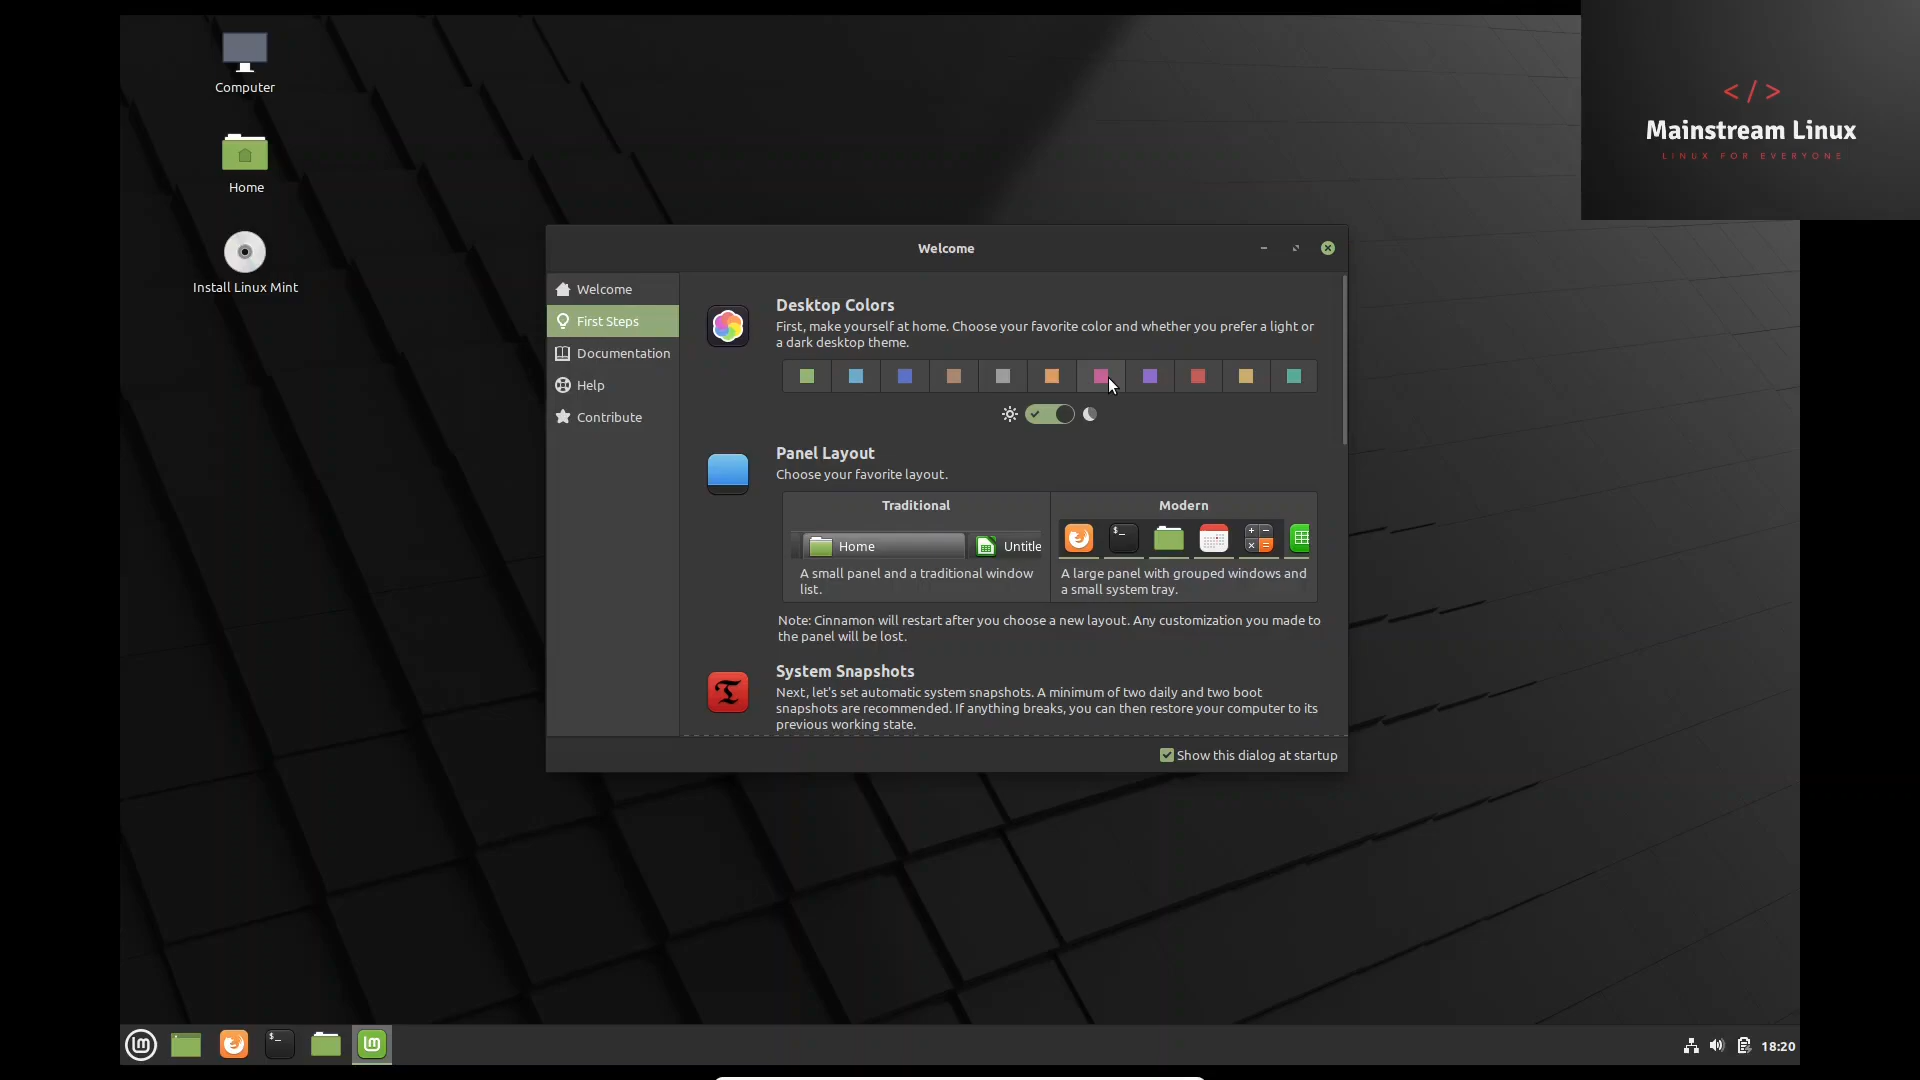 Computer
Home
Install Linux Mint
</>
Mainstream Linux
LINUX FOR EVERYONE
Welcome
Welcome
First Steps
Documentation
Help
Contribute
Desktop Colors
First, make yourself at home. Choose your favorite color and whether you prefer a light or
a dark desktop theme.
Panel Layout
Choose your favorite layout.
Traditional
Home
Untitle
A small panel and a traditional window
list.
Modern
A large panel with grouped windows and
a small system tray.
Note: Cinnamon will restart after you choose a new layout. Any customization you made to
the panel will be lost.
System Snapshots
Next, let's set automatic system snapshots. A minimum of two daily and two boot
snapshots are recommended. If anything breaks, you can then restore your computer to its
previous working state.
Show this dialog at startup
18:20